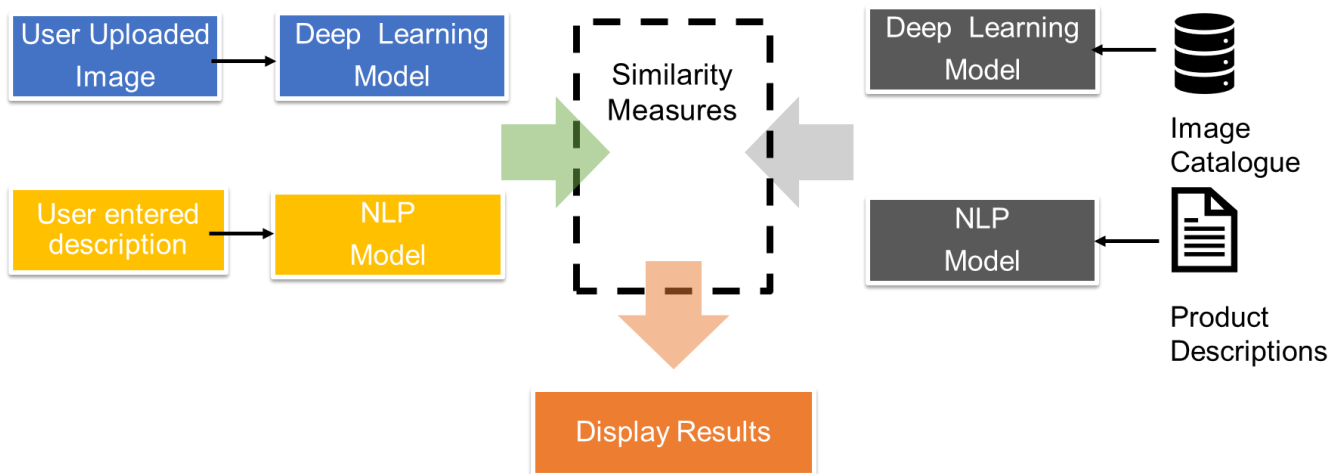 User Uploaded
Image
Deep Learning
Model
Similarity
Measures
Deep Learning
Model
Image
Catalogue
User entered
description
NLP
Model
NLP
Model
Product
Descriptions
Display Results